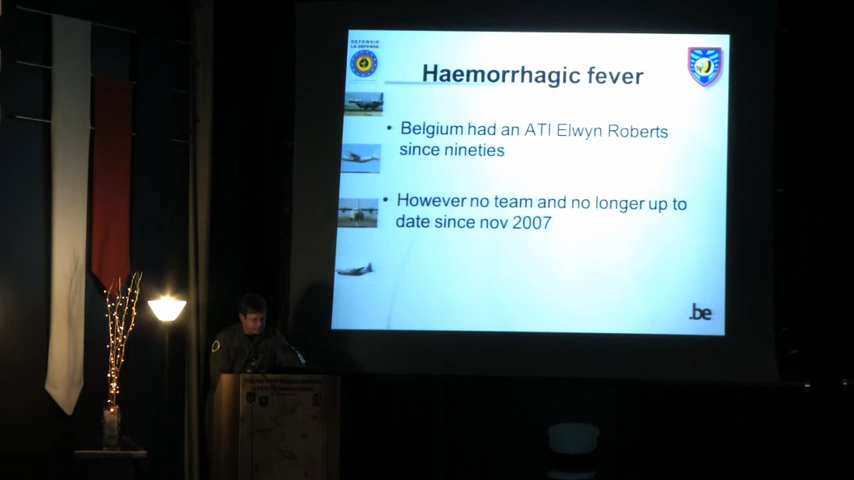 DEFENSIE
LA DEFENSE
Haemorrhagic fever
• Belgium had an ATI Elwyn Roberts
since nineties
• However no team and no longer up to
date since nov 2007
.be